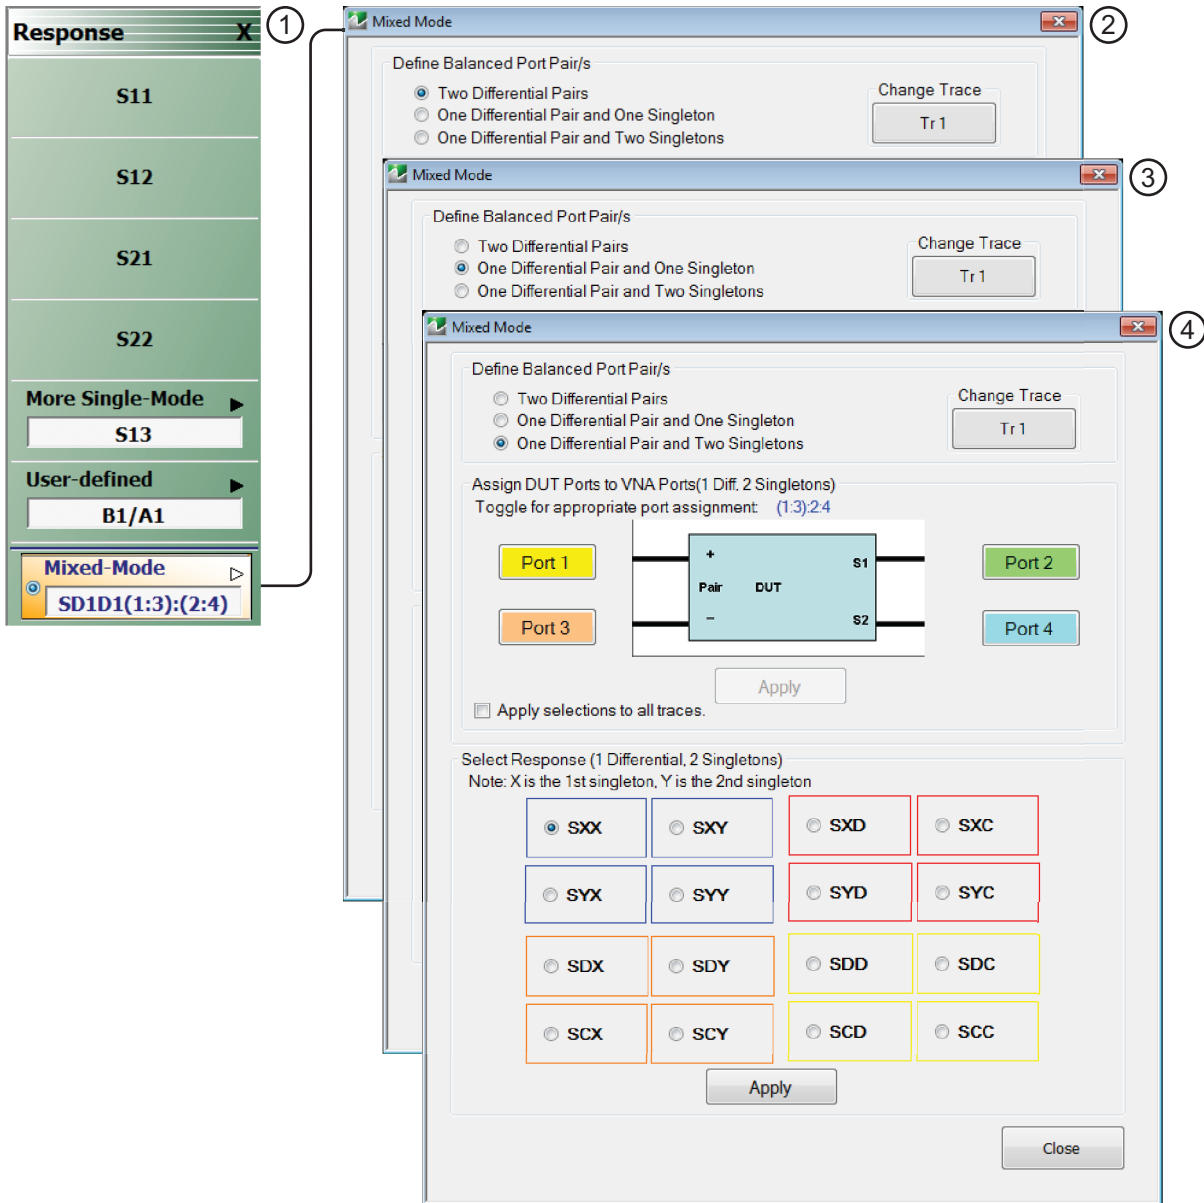 Response X
1
S11
S12
S21
S22
More Single-Mode
S13
User-defined
B1/A1
Mixed-Mode
SD1D1(1:3):(2:4)
Mixed Mode
2
Define Balanced Port Pair/s
Two Differential Pairs
One Differential Pair and One Singleton
One Differential Pair and Two Singletons
Change Trace
Tr 1
Mixed Mode
3
Define Balanced Port Pair/s
Two Differential Pairs
One Differential Pair and One Singleton
One Differential Pair and Two Singletons
Change Trace
Tr 1
Mixed Mode
4
Define Balanced Port Pair/s
Two Differential Pairs
One Differential Pair and One Singleton
One Differential Pair and Two Singletons
Change Trace
Tr 1
Assign DUT Ports to VNA Ports(1 Diff, 2 Singletons)
Toggle for appropriate port assignment: (1:3):2:4
Port 1
Port 3
+
Pair DUT
−
S1
S2
Port 2
Port 4
Apply
Apply selections to all traces.
Select Response (1 Differential, 2 Singletons)
Note: X is the 1st singleton, Y is the 2nd singleton
SXX SXY SXD SXC
SYX SYY SYD SYC
SDX SDY SDD SDC
SCX SCY SCD SCC
Apply
Close